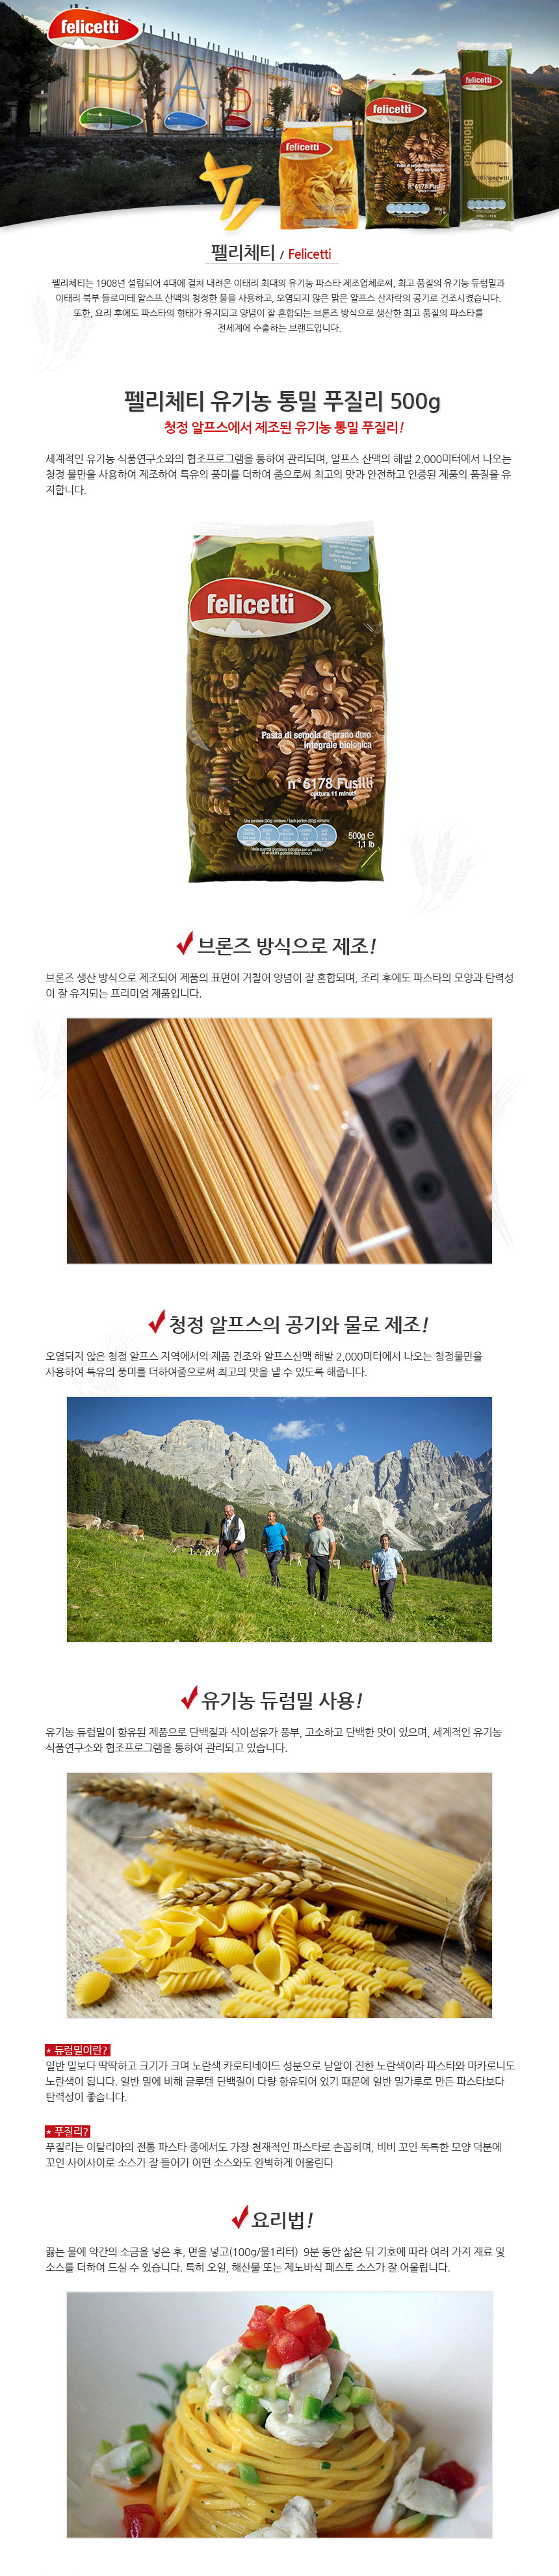 felicetti
PAS
felicetti
felicetti
n° 6178 Fusilli
felicetti
Biologica
n° 105 Spaghetti
펠리체티 / Felicetti
펠리체티는 1908년 설립되어 4대에 걸쳐 내려온 이태리 최대의 유기농 파스타 제조업체로써, 최고 품질의 유기농 듀럼밀과
이태리 북부 돌로미테 알스프 산맥의 청정한 물을 사용하고, 오염되지 않은 맑은 알프스 산자락의 공기로 건조시켰습니다.
또한, 요리 후에도 파스타의 형태가 유지되고 양념이 잘 혼합되는 브론즈 방식으로 생산한 최고 품질의 파스타를
전세계에 수출하는 브랜드입니다.
펠리체티 유기농 통밀 푸질리 500g
청정 알프스에서 제조된 유기농 통밀 푸질리!
세계적인 유기농 식품연구소와의 협조프로그램을 통하여 관리되며, 알프스 산맥의 해발 2,000미터에서 나오는
청정 물만을 사용하여 제조하여 특유의 풍미를 더하여 줌으로써 최고의 맛과 안전하고 인증된 제품의 품질을 유
지합니다.
felicetti
Pasta di semola di grano duro
integrale biologica
n° 6178 Fusilli
cottura 11 minuti
500g e
1,1 lb
브론즈 방식으로 제조!
브론즈 생산 방식으로 제조되어 제품의 표면이 거칠어 양념이 잘 혼합되며, 조리 후에도 파스타의 모양과 탄력성
이 잘 유지되는 프리미엄 제품입니다.
청정 알프스의 공기와 물로 제조!
오염되지 않은 청정 알프스 지역에서의 제품 건조와 알프스산맥 해발 2,000미터에서 나오는 청정물만을
사용하여 특유의 풍미를 더하여줌으로써 최고의 맛을 낼 수 있도록 해줍니다.
유기농 듀럼밀 사용!
유기농 듀럼밀이 함유된 제품으로 단백질과 식이섬유가 풍부, 고소하고 단백한 맛이 있으며, 세계적인 유기농
식품연구소와 협조프로그램을 통하여 관리되고 있습니다.
* 듀럼밀이란?
일반 밀보다 딱딱하고 크기가 크며 노란색 카로티네이드 성분으로 낟알이 진한 노란색이라 파스타와 마카로니도
노란색이 됩니다. 일반 밀에 비해 글루텐 단백질이 다량 함유되어 있기 때문에 일반 밀가루로 만든 파스타보다
탄력성이 좋습니다.
* 푸질리?
푸질리는 이탈리아의 전통 파스타 중에서도 가장 천재적인 파스타로 손꼽히며, 비비 꼬인 독특한 모양 덕분에
꼬인 사이사이로 소스가 잘 들어가 어떤 소스와도 완벽하게 어울린다
요리법!
끓는 물에 약간의 소금을 넣은 후, 면을 넣고(100g/물1리터) 9분 동안 삶은 뒤 기호에 따라 여러 가지 재료 및
소스를 더하여 드실 수 있습니다. 특히 오일, 해산물 또는 제노바식 페스토 소스가 잘 어울립니다.